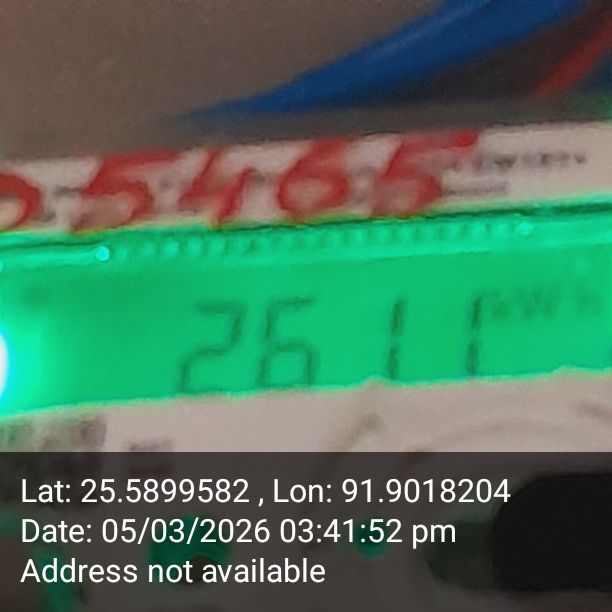 5465
2611
Lat: 25.5899582 , Lon: 91.9018204
Date: 05/03/2026 03:41:52 pm
Address not available